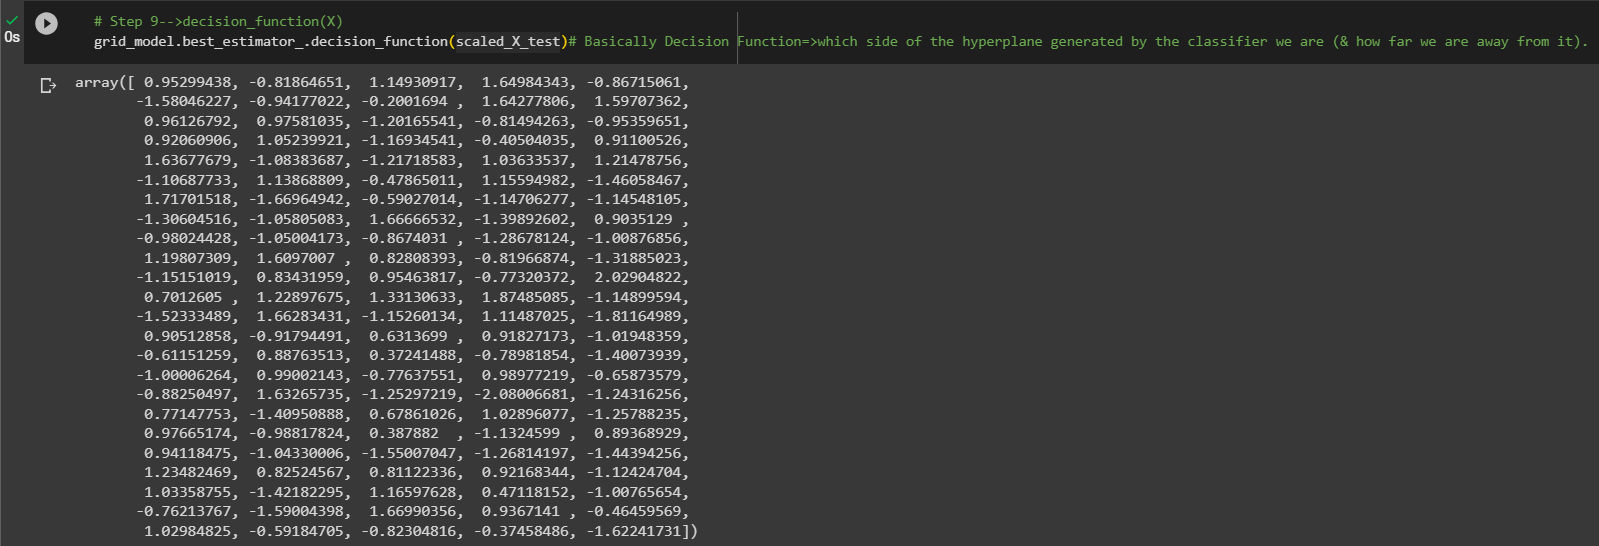 # Step 9-->decision_function(X)
0s grid_model.best_estimator_.decision_function(scaled_X_test)# Basically Decision Function=>which side of the hyperplane generated by the classifier we are (& how far we are away from it).
array([ 0.95299438, -0.81864651,  1.14930917,  1.64984343, -0.86715061,
-1.58046227, -0.94177022, -0.2001694 ,  1.64277806,  1.59707362,
0.96126792,  0.97581035, -1.20165541, -0.81494263, -0.95359651,
0.92060906,  1.05239921, -1.16934541, -0.40504035,  0.91100526,
1.63677679, -1.08383687, -1.21718583,  1.03633537,  1.21478756,
-1.10687733,  1.13868809, -0.47865011,  1.15594982, -1.46058467,
1.71701518, -1.66964942, -0.59027014, -1.14706277, -1.14548105,
-1.30604516, -1.05805083,  1.66666532, -1.39892602,  0.9035129 ,
-0.98024428, -1.05004173, -0.8674031 , -1.28678124, -1.00876856,
1.19807309,  1.6097007 ,  0.82808393, -0.81966874, -1.31885023,
-1.15151019,  0.83431959,  0.95463817, -0.77320372,  2.02904822,
0.7012605 ,  1.22897675,  1.33130633,  1.87485085, -1.14899594,
-1.52333489,  1.66283431, -1.15260134,  1.11487025, -1.81164989,
0.90512858, -0.91794491,  0.6313699 ,  0.91827173, -1.01948359,
-0.61151259,  0.88763513,  0.37241488, -0.78981854, -1.40073939,
-1.00006264,  0.99002143, -0.77637551,  0.98977219, -0.65873579,
-0.88250497,  1.63265735, -1.25297219, -2.08006681, -1.24316256,
0.77147753, -1.40950888,  0.67861026,  1.02896077, -1.25788235,
0.97665174, -0.98817824,  0.387882  , -1.1324599 ,  0.89368929,
0.94118475, -1.04330006, -1.55007047, -1.26814197, -1.44394256,
1.23482469,  0.82524567,  0.81122336,  0.92168344, -1.12424704,
1.03358755, -1.42182295,  1.16597628,  0.47118152, -1.00765654,
-0.76213767, -1.59004398,  1.66990356,  0.9367141 , -0.46459569,
1.02984825, -0.59184705, -0.82304816, -0.37458486, -1.62241731])